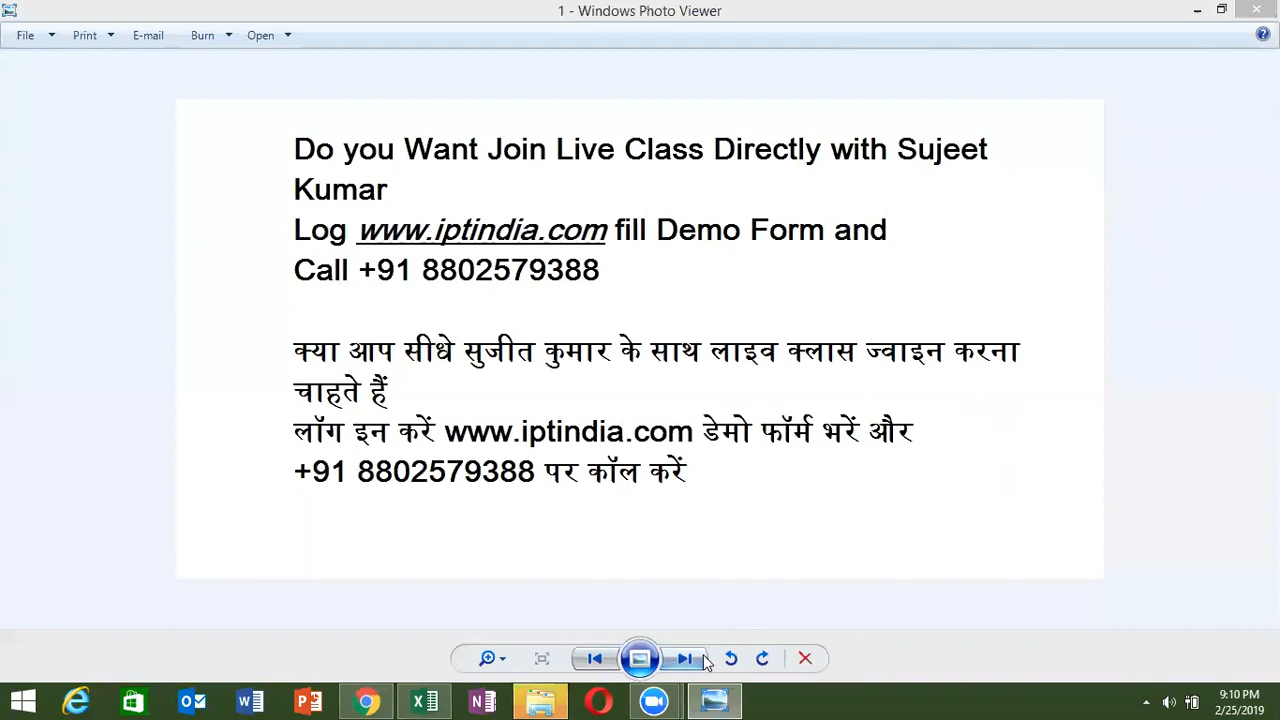 1 - Windows Photo Viewer
File Print E-mail Burn Open
Do you Want Join Live Class Directly with Sujeet
Kumar
Log www.iptindia.com fill Demo Form and
Call +91 8802579388
क्या आप सीधे सुजीत कुमार के साथ लाइव क्लास ज्वाइन करना
चाहते हैं
लॉग इन करें www.iptindia.com डेमो फॉर्म भरें और
+91 8802579388 पर कॉल करें
9:10 PM
2/25/2019